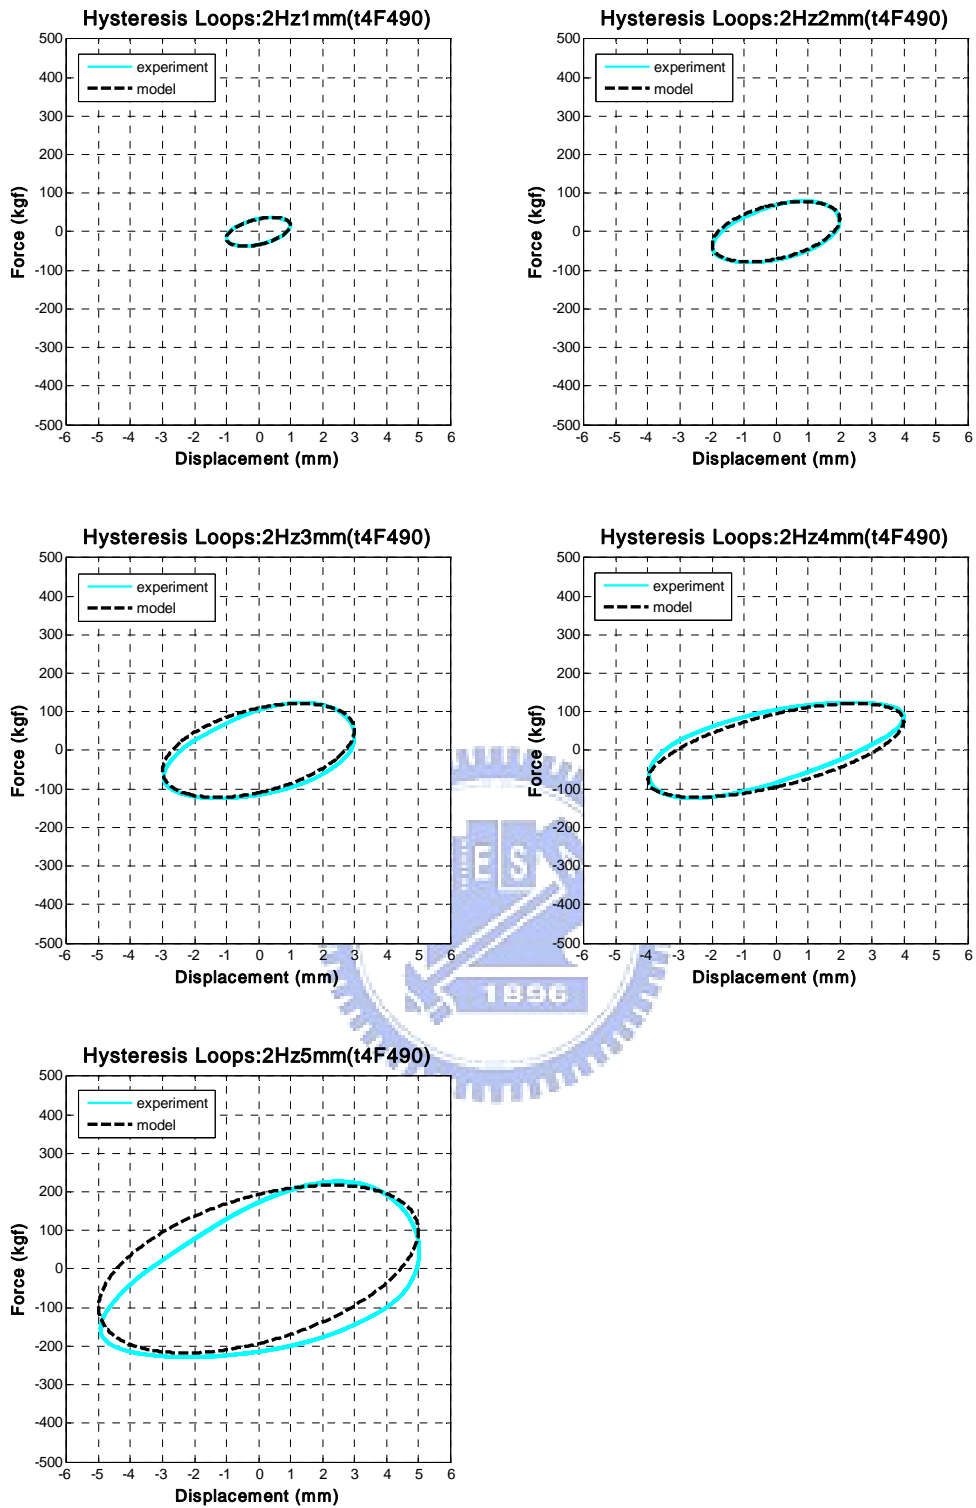 Hysteresis Loops:2Hz1mm(t4F490)
500
400
300
200
100
0
-100
-200
-300
-400
-500
Force (kgf)
experiment
model
-6 -5 -4 -3 -2 -1 0 1 2 3 4 5 6
Displacement (mm)
Hysteresis Loops:2Hz2mm(t4F490)
500
400
300
200
100
0
-100
-200
-300
-400
-500
Force (kgf)
experiment
model
-6 -5 -4 -3 -2 -1 0 1 2 3 4 5 6
Displacement (mm)
Hysteresis Loops:2Hz3mm(t4F490)
500
400
300
200
100
0
-100
-200
-300
-400
-500
Force (kgf)
experiment
model
-6 -5 -4 -3 -2 -1 0 1 2 3 4 5 6
Displacement (mm)
Hysteresis Loops:2Hz4mm(t4F490)
500
400
300
200
100
0
-100
-200
-300
-400
-500
Force (kgf)
experiment
model
-6 -5 -4 -3 -2 -1 0 1 2 3 4 5 6
Displacement (mm)
E S
1896
Hysteresis Loops:2Hz5mm(t4F490)
500
400
300
200
100
0
-100
-200
-300
-400
-500
Force (kgf)
experiment
model
-6 -5 -4 -3 -2 -1 0 1 2 3 4 5 6
Displacement (mm)